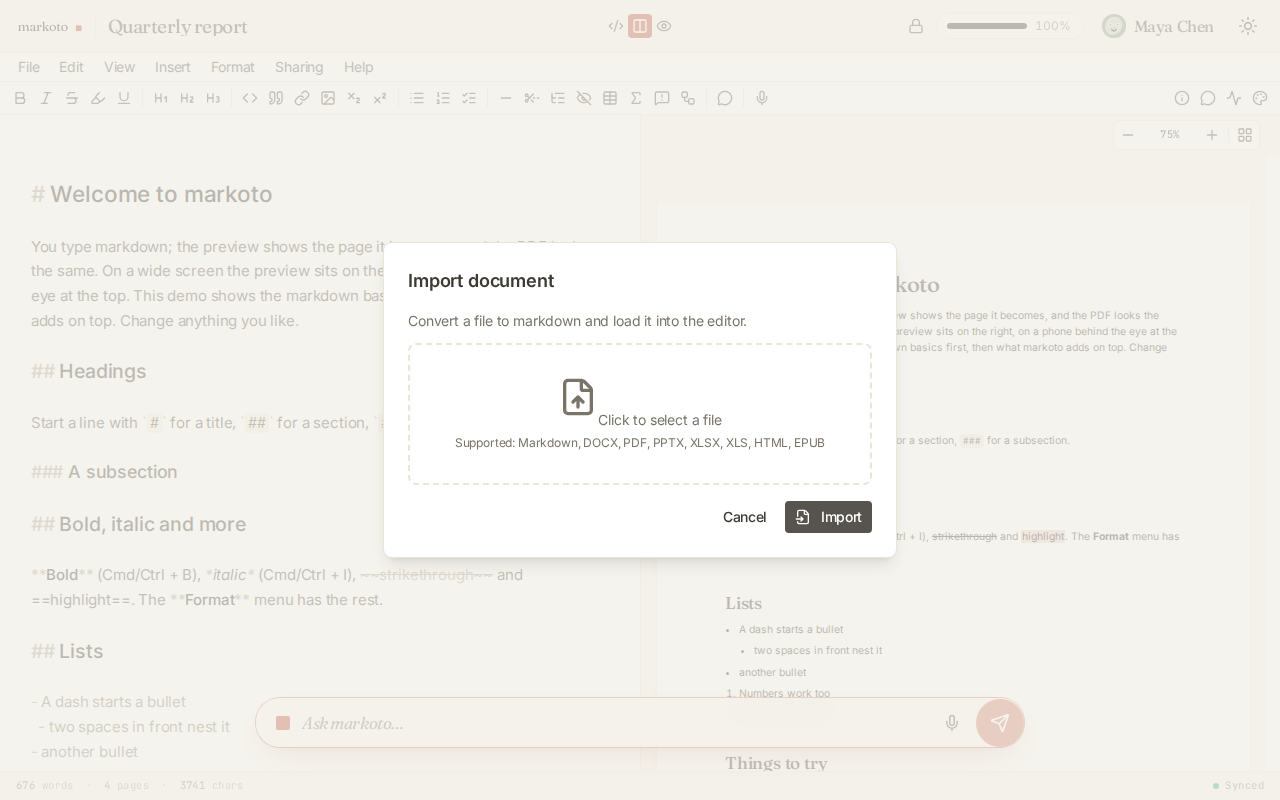 markoto
Quarterly report
100%
Maya Chen
File Edit View Insert Format Sharing Help
75%
# Welcome to markoto
You type markdown; the preview shows the page it
the same. On a wide screen the preview sits on the
eye at the top. This demo shows the markdown bas
adds on top. Change anything you like.
## Headings
Start a line with `#` for a title, `##` for a section, `
### A subsection
## Bold, italic and more
**Bold** (Cmd/Ctrl + B), *italic* (Cmd/Ctrl + I), ~~strikethrough~~ and
==highlight==. The **Format** menu has the rest.
## Lists
- A dash starts a bullet
- two spaces in front nest it
- another bullet
Import document
Convert a file to markdown and load it into the editor.
Click to select a file
Supported: Markdown, DOCX, PDF, PPTX, XLSX, XLS, HTML, EPUB
Cancel
Import
koto
ew shows the page it becomes, and the PDF looks the
preview sits on the right, on a phone behind the eye at the
wn basics first, then what markoto adds on top. Change
or a section, ### for a subsection.
trl + I), strikethrough and highlight. The Format menu has
Lists
• A dash starts a bullet
• two spaces in front nest it
• another bullet
1. Numbers work too
Things to try
Ask markoto...
676 words · 4 pages · 3741 chars
Synced